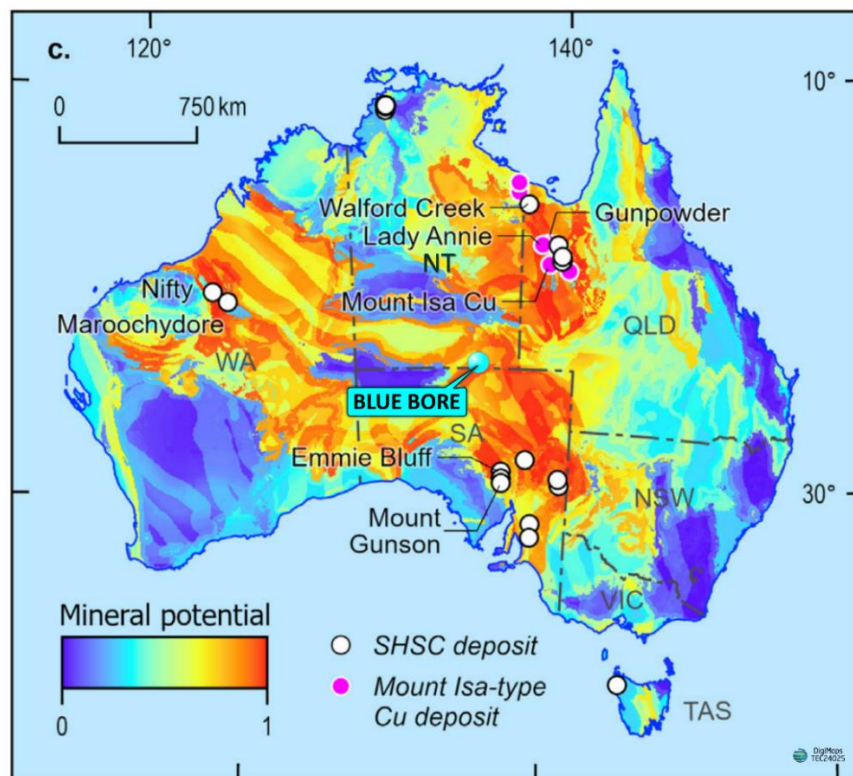 c.
120°
140°
10°
0
750 km
Walford Creek
Gunpowder
Lady Annie
NT
Nifty
Mount Isa Cu
Maroochydore
QLD
WA
BLUE BORE
SA
Emmie Bluff
30°
NSW
Mount
Gunson
VIC
Mineral potential
0
1
SHSC deposit
Mount Isa-type
Cu deposit
TAS
DigiMaps
TEC24025